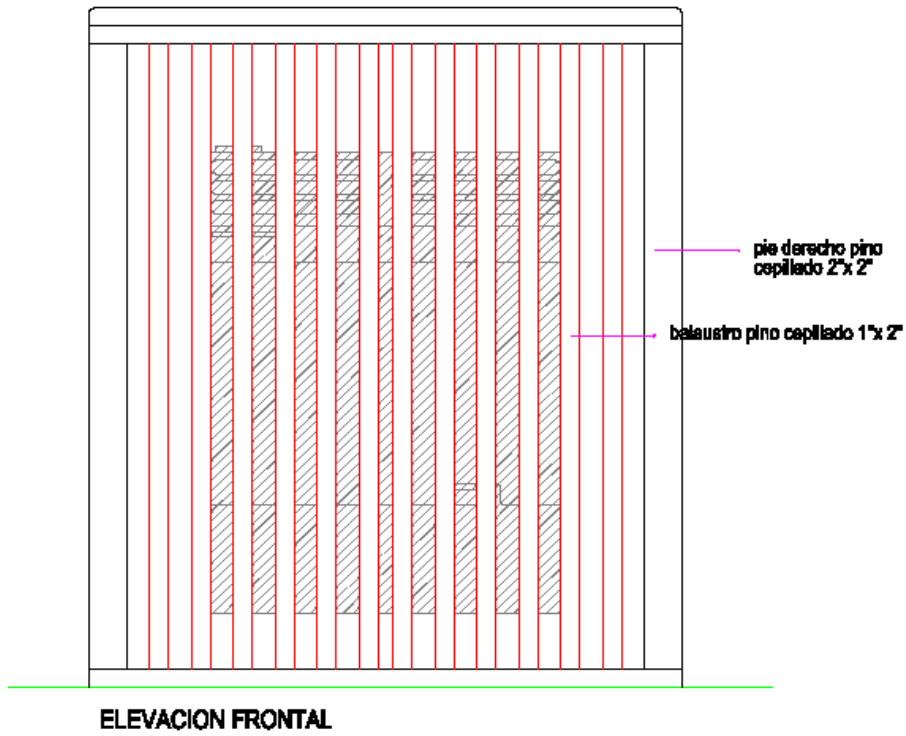 pie derecho pino
cepillado 2"x 2"
balaustro pino cepillado 1"x 2"
ELEVACION FRONTAL